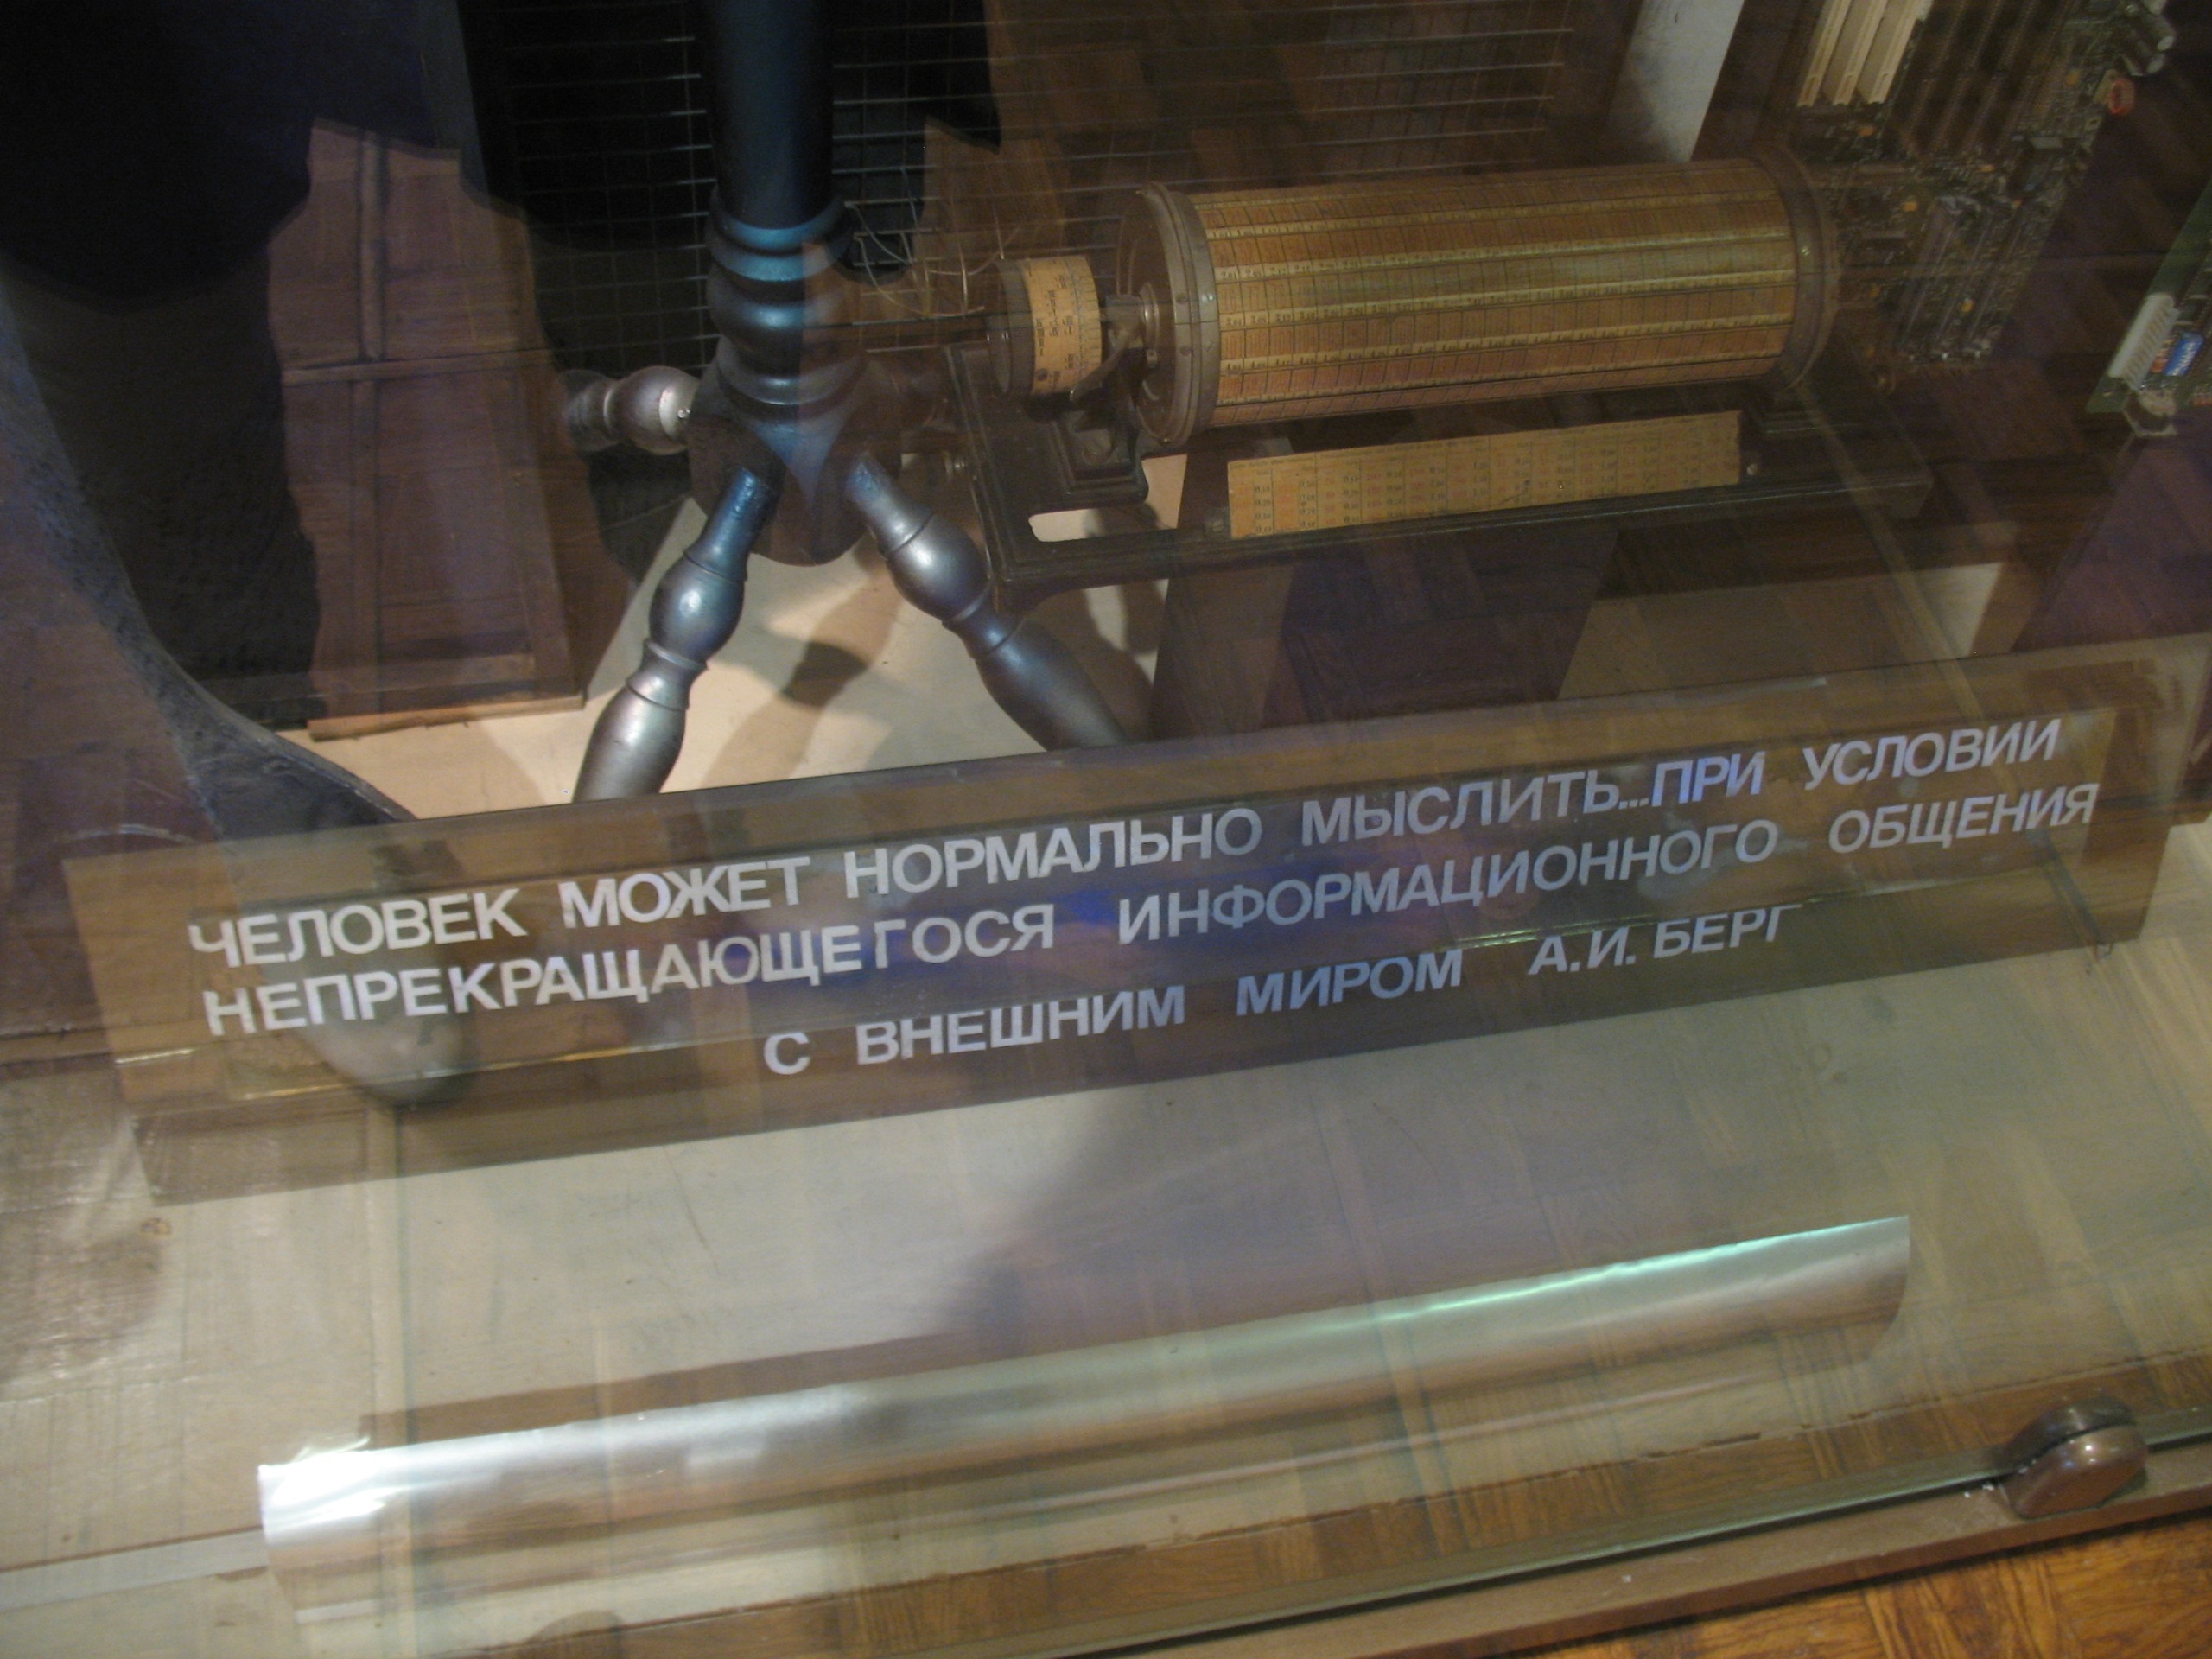 ЧЕЛОВЕК МОЖЕТ НОРМАЛЬНО МЫСЛИТЬ...ПРИ УСЛОВИИ
НЕПРЕКРАЩАЮЩЕГОСЯ ИНФОРМАЦИОННОГО ОБЩЕНИЯ
С ВНЕШНИМ МИРОМ А.И. БЕРГ